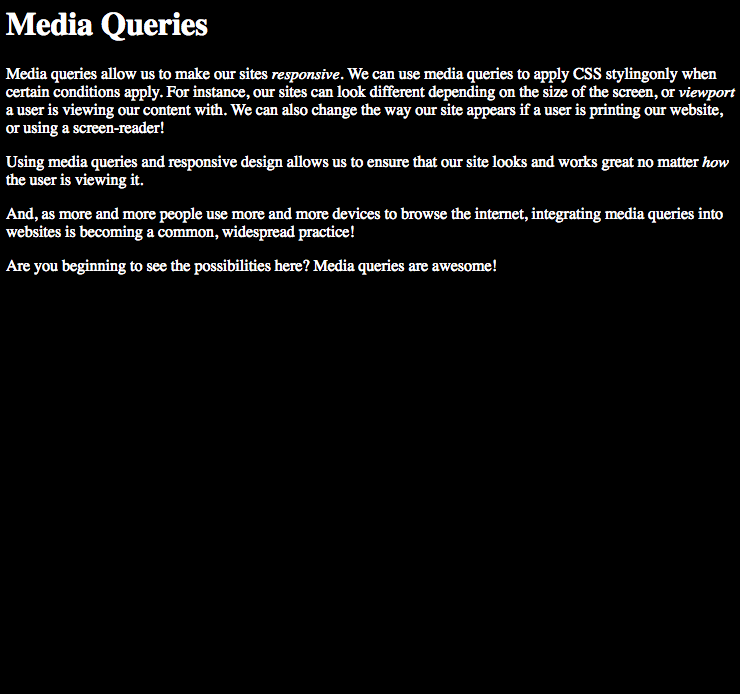 Media Queries
Media queries allow us to make our sites responsive. We can use media queries to apply CSS stylingonly when
certain conditions apply. For instance, our sites can look different depending on the size of the screen, or viewport
a user is viewing our content with. We can also change the way our site appears if a user is printing our website,
or using a screen-reader!
Using media queries and responsive design allows us to ensure that our site looks and works great no matter how
the user is viewing it.
And, as more and more people use more and more devices to browse the internet, integrating media queries into
websites is becoming a common, widespread practice!
Are you beginning to see the possibilities here? Media queries are awesome!